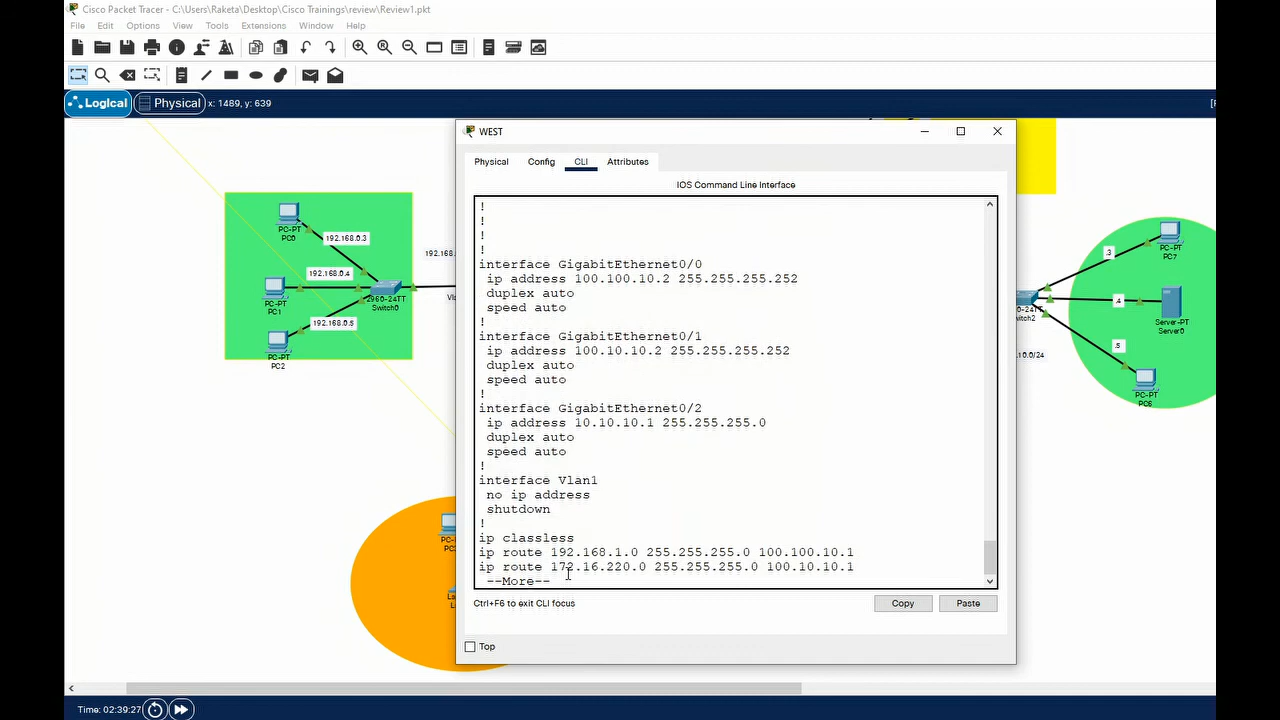 Cisco Packet Tracer - C:\Users\Raketa\Desktop\Cisco Trainings\review\Review1.pkt
File Edit Options View Tools Extensions Window Help
Logical Physical x: 1489, y: 639
WEST
Physical Config CLI Attributes
IOS Command Line Interface
!
!
!
!
interface GigabitEthernet0/0
ip address 100.100.10.2 255.255.255.252
duplex auto
speed auto
!
interface GigabitEthernet0/1
ip address 100.10.10.2 255.255.255.252
duplex auto
speed auto
!
interface GigabitEthernet0/2
ip address 10.10.10.1 255.255.255.0
duplex auto
speed auto
!
interface Vlan1
no ip address
shutdown
!
ip classless
ip route 192.168.1.0 255.255.255.0 100.100.10.1
ip route 172.16.220.0 255.255.255.0 100.10.10.1
--More--
Ctrl+F6 to exit CLI focus
Copy Paste
Top
PC-PT
PC0
192.168.0.3
192.168.0.4
PC-PT
PC1
192.168.0.5
PC-PT
PC2
2960-24TT
Switch0
192.168.
.3
PC-PT
PC7
.4
Server-PT
Server0
.5
PC-PT
PC6
Time: 02:39:27